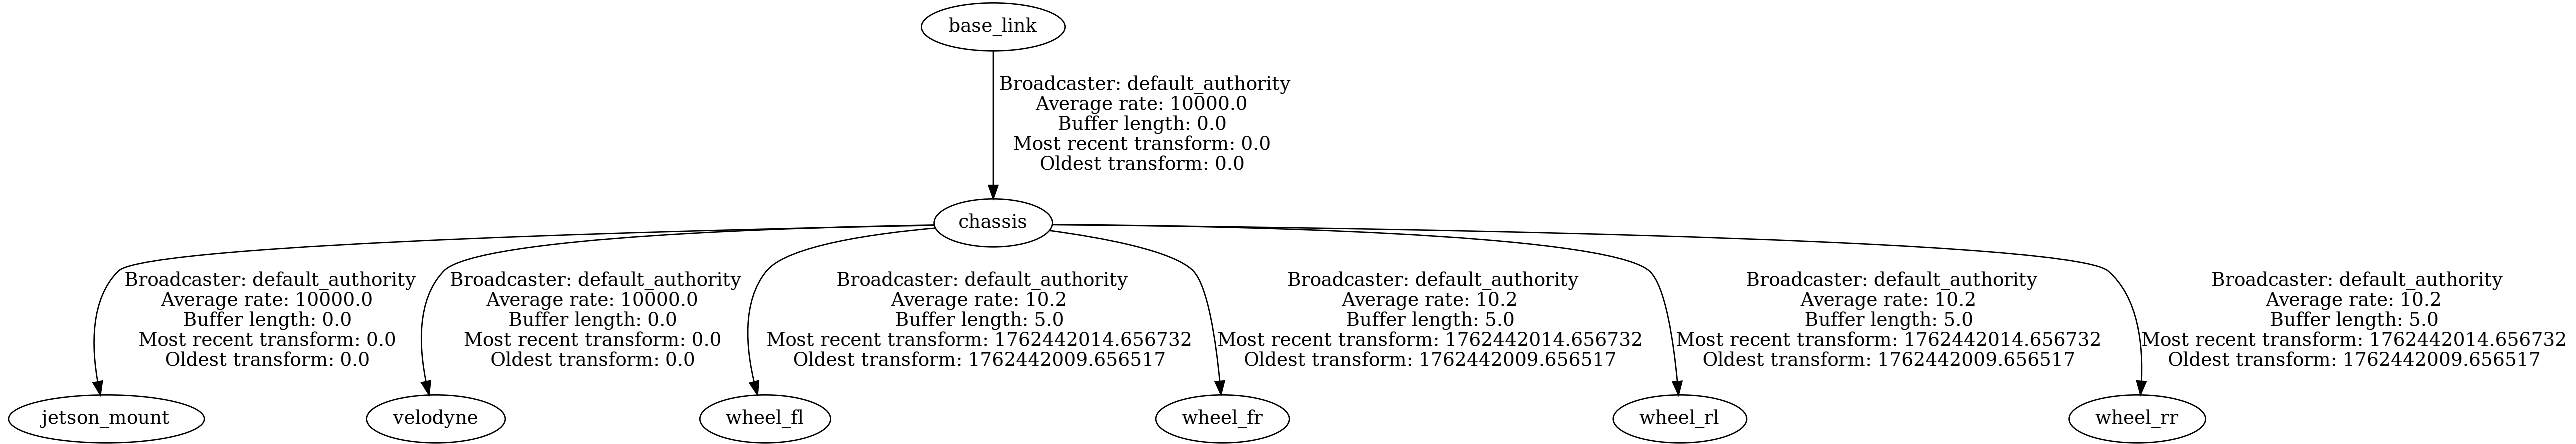 base_link
Broadcaster: default_authority
Average rate: 10000.0
Buffer length: 0.0
Most recent transform: 0.0
Oldest transform: 0.0
chassis
Broadcaster: default_authority
Average rate: 10000.0
Buffer length: 0.0
Most recent transform: 0.0
Oldest transform: 0.0
Broadcaster: default_authority
Average rate: 10000.0
Buffer length: 0.0
Most recent transform: 0.0
Oldest transform: 0.0
Broadcaster: default_authority
Average rate: 10.2
Buffer length: 5.0
Most recent transform: 1762442014.656732
Oldest transform: 1762442009.656517
Broadcaster: default_authority
Average rate: 10.2
Buffer length: 5.0
Most recent transform: 1762442014.656732
Oldest transform: 1762442009.656517
Broadcaster: default_authority
Average rate: 10.2
Buffer length: 5.0
Most recent transform: 1762442014.656732
Oldest transform: 1762442009.656517
Broadcaster: default_authority
Average rate: 10.2
Buffer length: 5.0
Most recent transform: 1762442014.656732
Oldest transform: 1762442009.656517
jetson_mount
velodyne
wheel_fl
wheel_fr
wheel_rl
wheel_rr